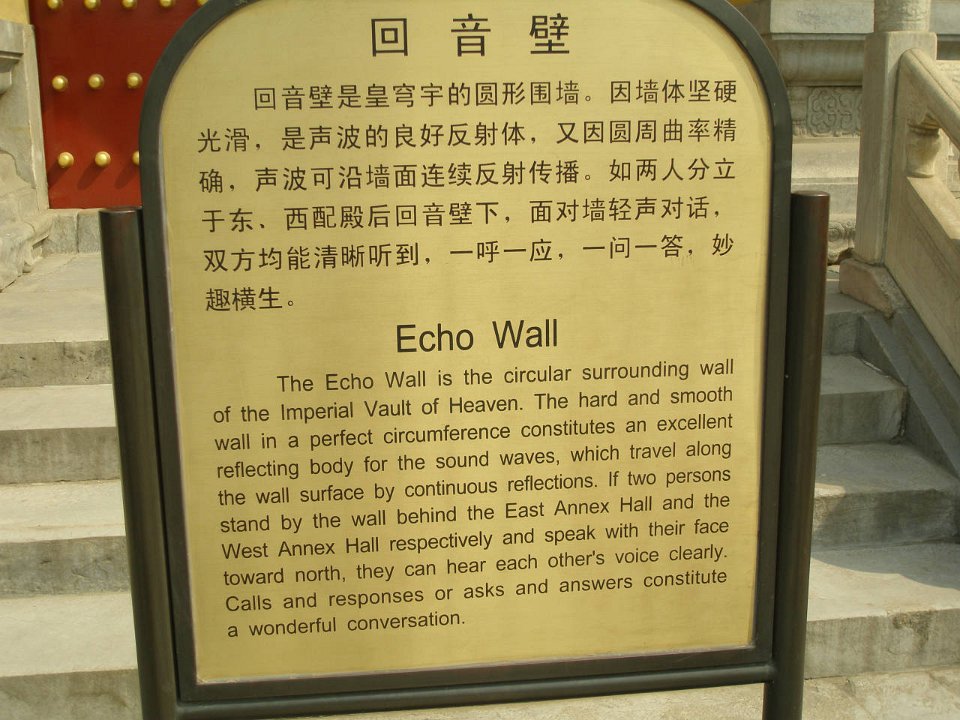 回音壁
回音壁是皇穹宇的圆形围墙。因墙体坚硬
光滑，是声波的良好反射体，又因圆周曲率精
确，声波可沿墙面连续反射传播。如两人分立
于东、西配殿后回音壁下，面对墙轻声对话，
双方均能清晰听到，一呼一应，一问一答，妙
趣横生。
Echo Wall
The Echo Wall is the circular surrounding wall
of the Imperial Vault of Heaven. The hard and smooth
wall in a perfect circumference constitutes an excellent
reflecting body for the sound waves, which travel along
the wall surface by continuous reflections. If two persons
stand by the wall behind the East Annex Hall and the
West Annex Hall respectively and speak with their face
toward north, they can hear each other's voice clearly.
Calls and responses or asks and answers constitute
a wonderful conversation.